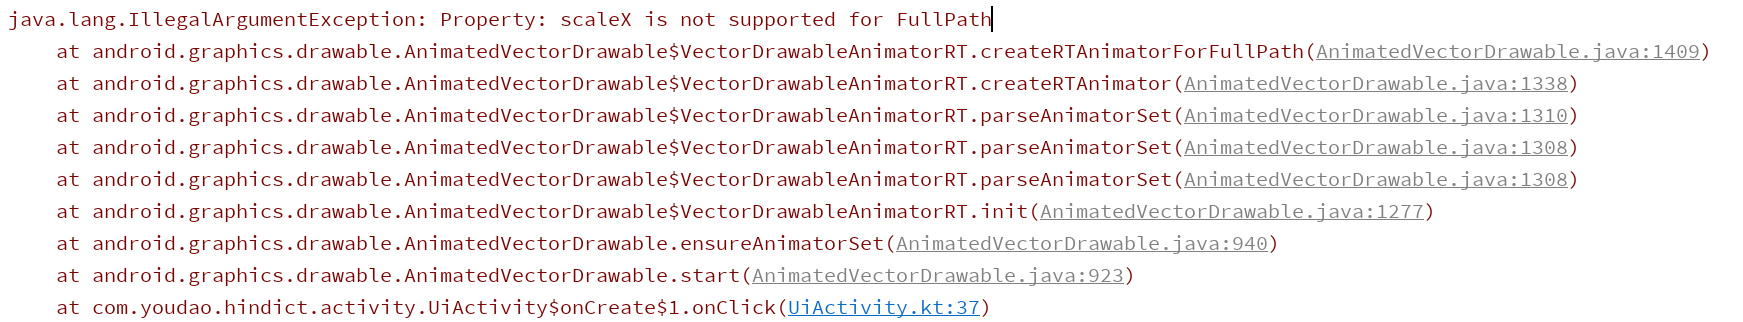 java.lang.IllegalArgumentException: Property: scaleX is not supported for FullPath
at android.graphics.drawable.AnimatedVectorDrawable$VectorDrawableAnimatorRT.createRTAnimatorForFullPath(AnimatedVectorDrawable.java:1409)
at android.graphics.drawable.AnimatedVectorDrawable$VectorDrawableAnimatorRT.createRTAnimator(AnimatedVectorDrawable.java:1338)
at android.graphics.drawable.AnimatedVectorDrawable$VectorDrawableAnimatorRT.parseAnimatorSet(AnimatedVectorDrawable.java:1310)
at android.graphics.drawable.AnimatedVectorDrawable$VectorDrawableAnimatorRT.parseAnimatorSet(AnimatedVectorDrawable.java:1308)
at android.graphics.drawable.AnimatedVectorDrawable$VectorDrawableAnimatorRT.parseAnimatorSet(AnimatedVectorDrawable.java:1308)
at android.graphics.drawable.AnimatedVectorDrawable$VectorDrawableAnimatorRT.init(AnimatedVectorDrawable.java:1277)
at android.graphics.drawable.AnimatedVectorDrawable.ensureAnimatorSet(AnimatedVectorDrawable.java:940)
at android.graphics.drawable.AnimatedVectorDrawable.start(AnimatedVectorDrawable.java:923)
at com.youdao.hindict.activity.UiActivity$onCreate$1.onClick(UiActivity.kt:37)